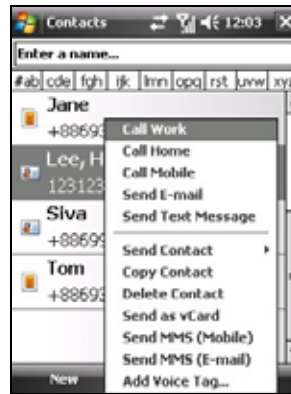 Contacts 12:03
Enter a name...
#ab cde fgh ijk lmn opq rst uvw xyz
Jane
+88693
Lee, H
123123
Siva
+88699
Tom
+88693
Call Work
Call Home
Call Mobile
Send E-mail
Send Text Message
Send Contact
Copy Contact
Delete Contact
Send as vCard
Send MMS (Mobile)
Send MMS (E-mail)
Add Voice Tag...
New